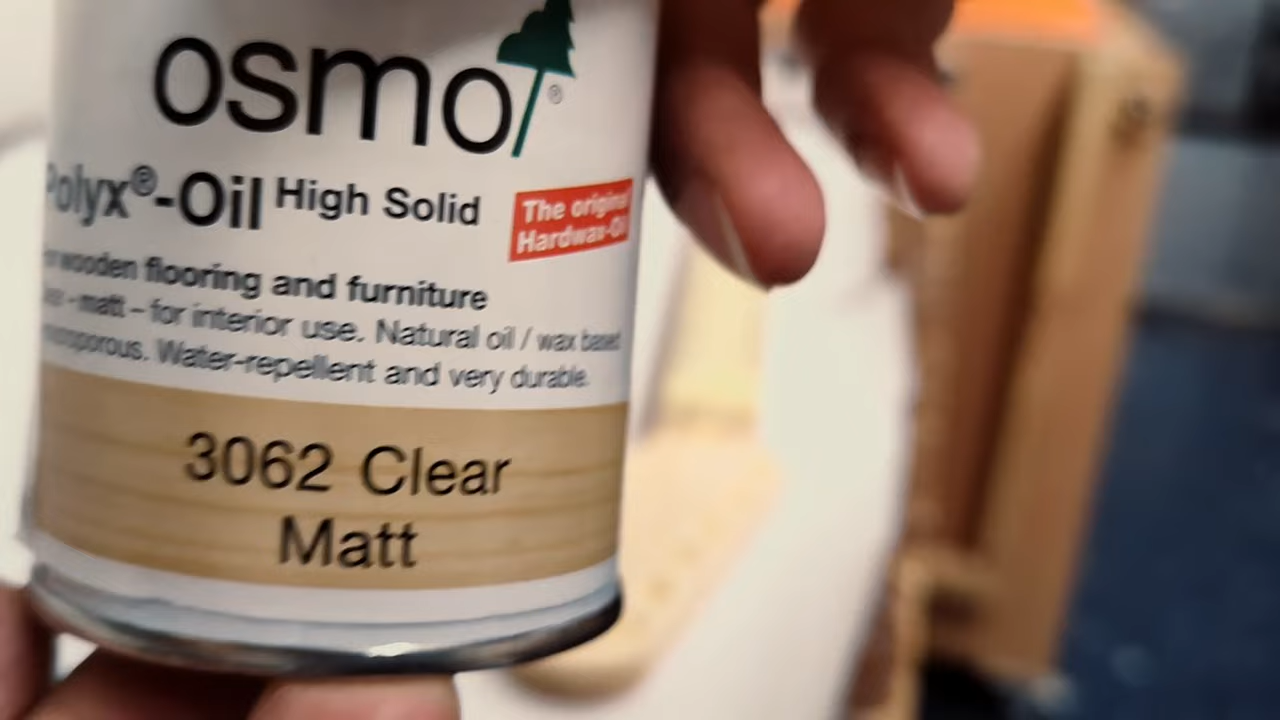 osmo®
Polyx®-Oil High Solid
The original
Hardwax-Oil
wooden flooring and furniture
- matt - for interior use. Natural oil / wax based
Water-repellent and very durable.
3062 Clear
Matt